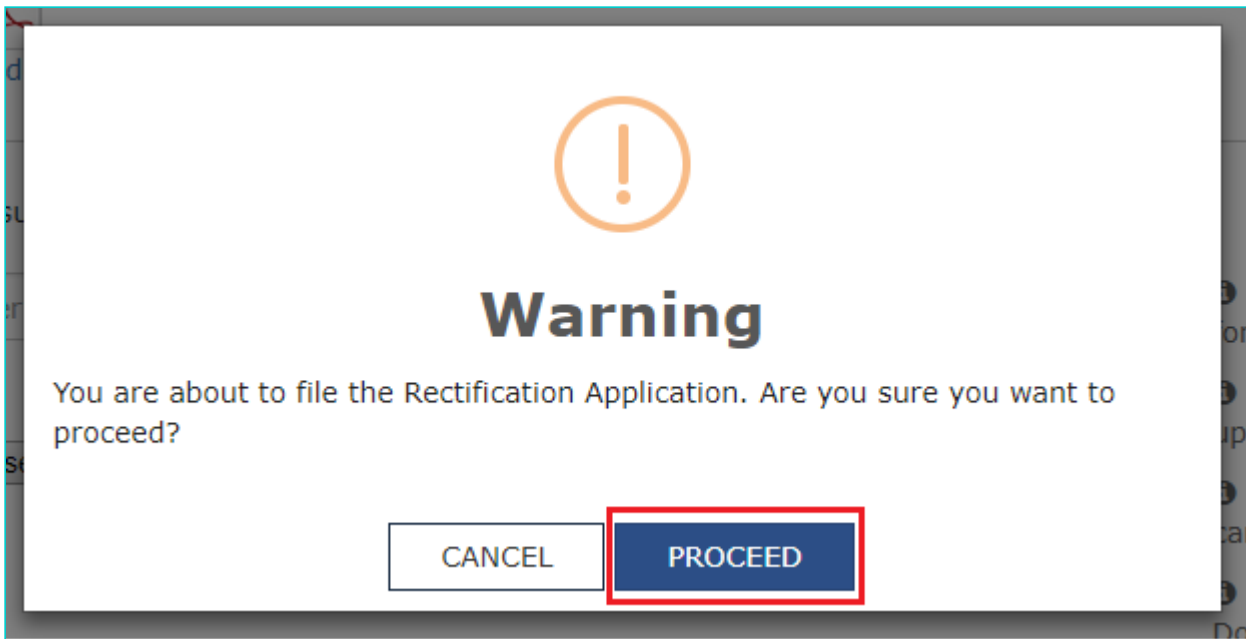 Warning
You are about to file the Rectification Application. Are you sure you want to
proceed?
CANCEL
PROCEED